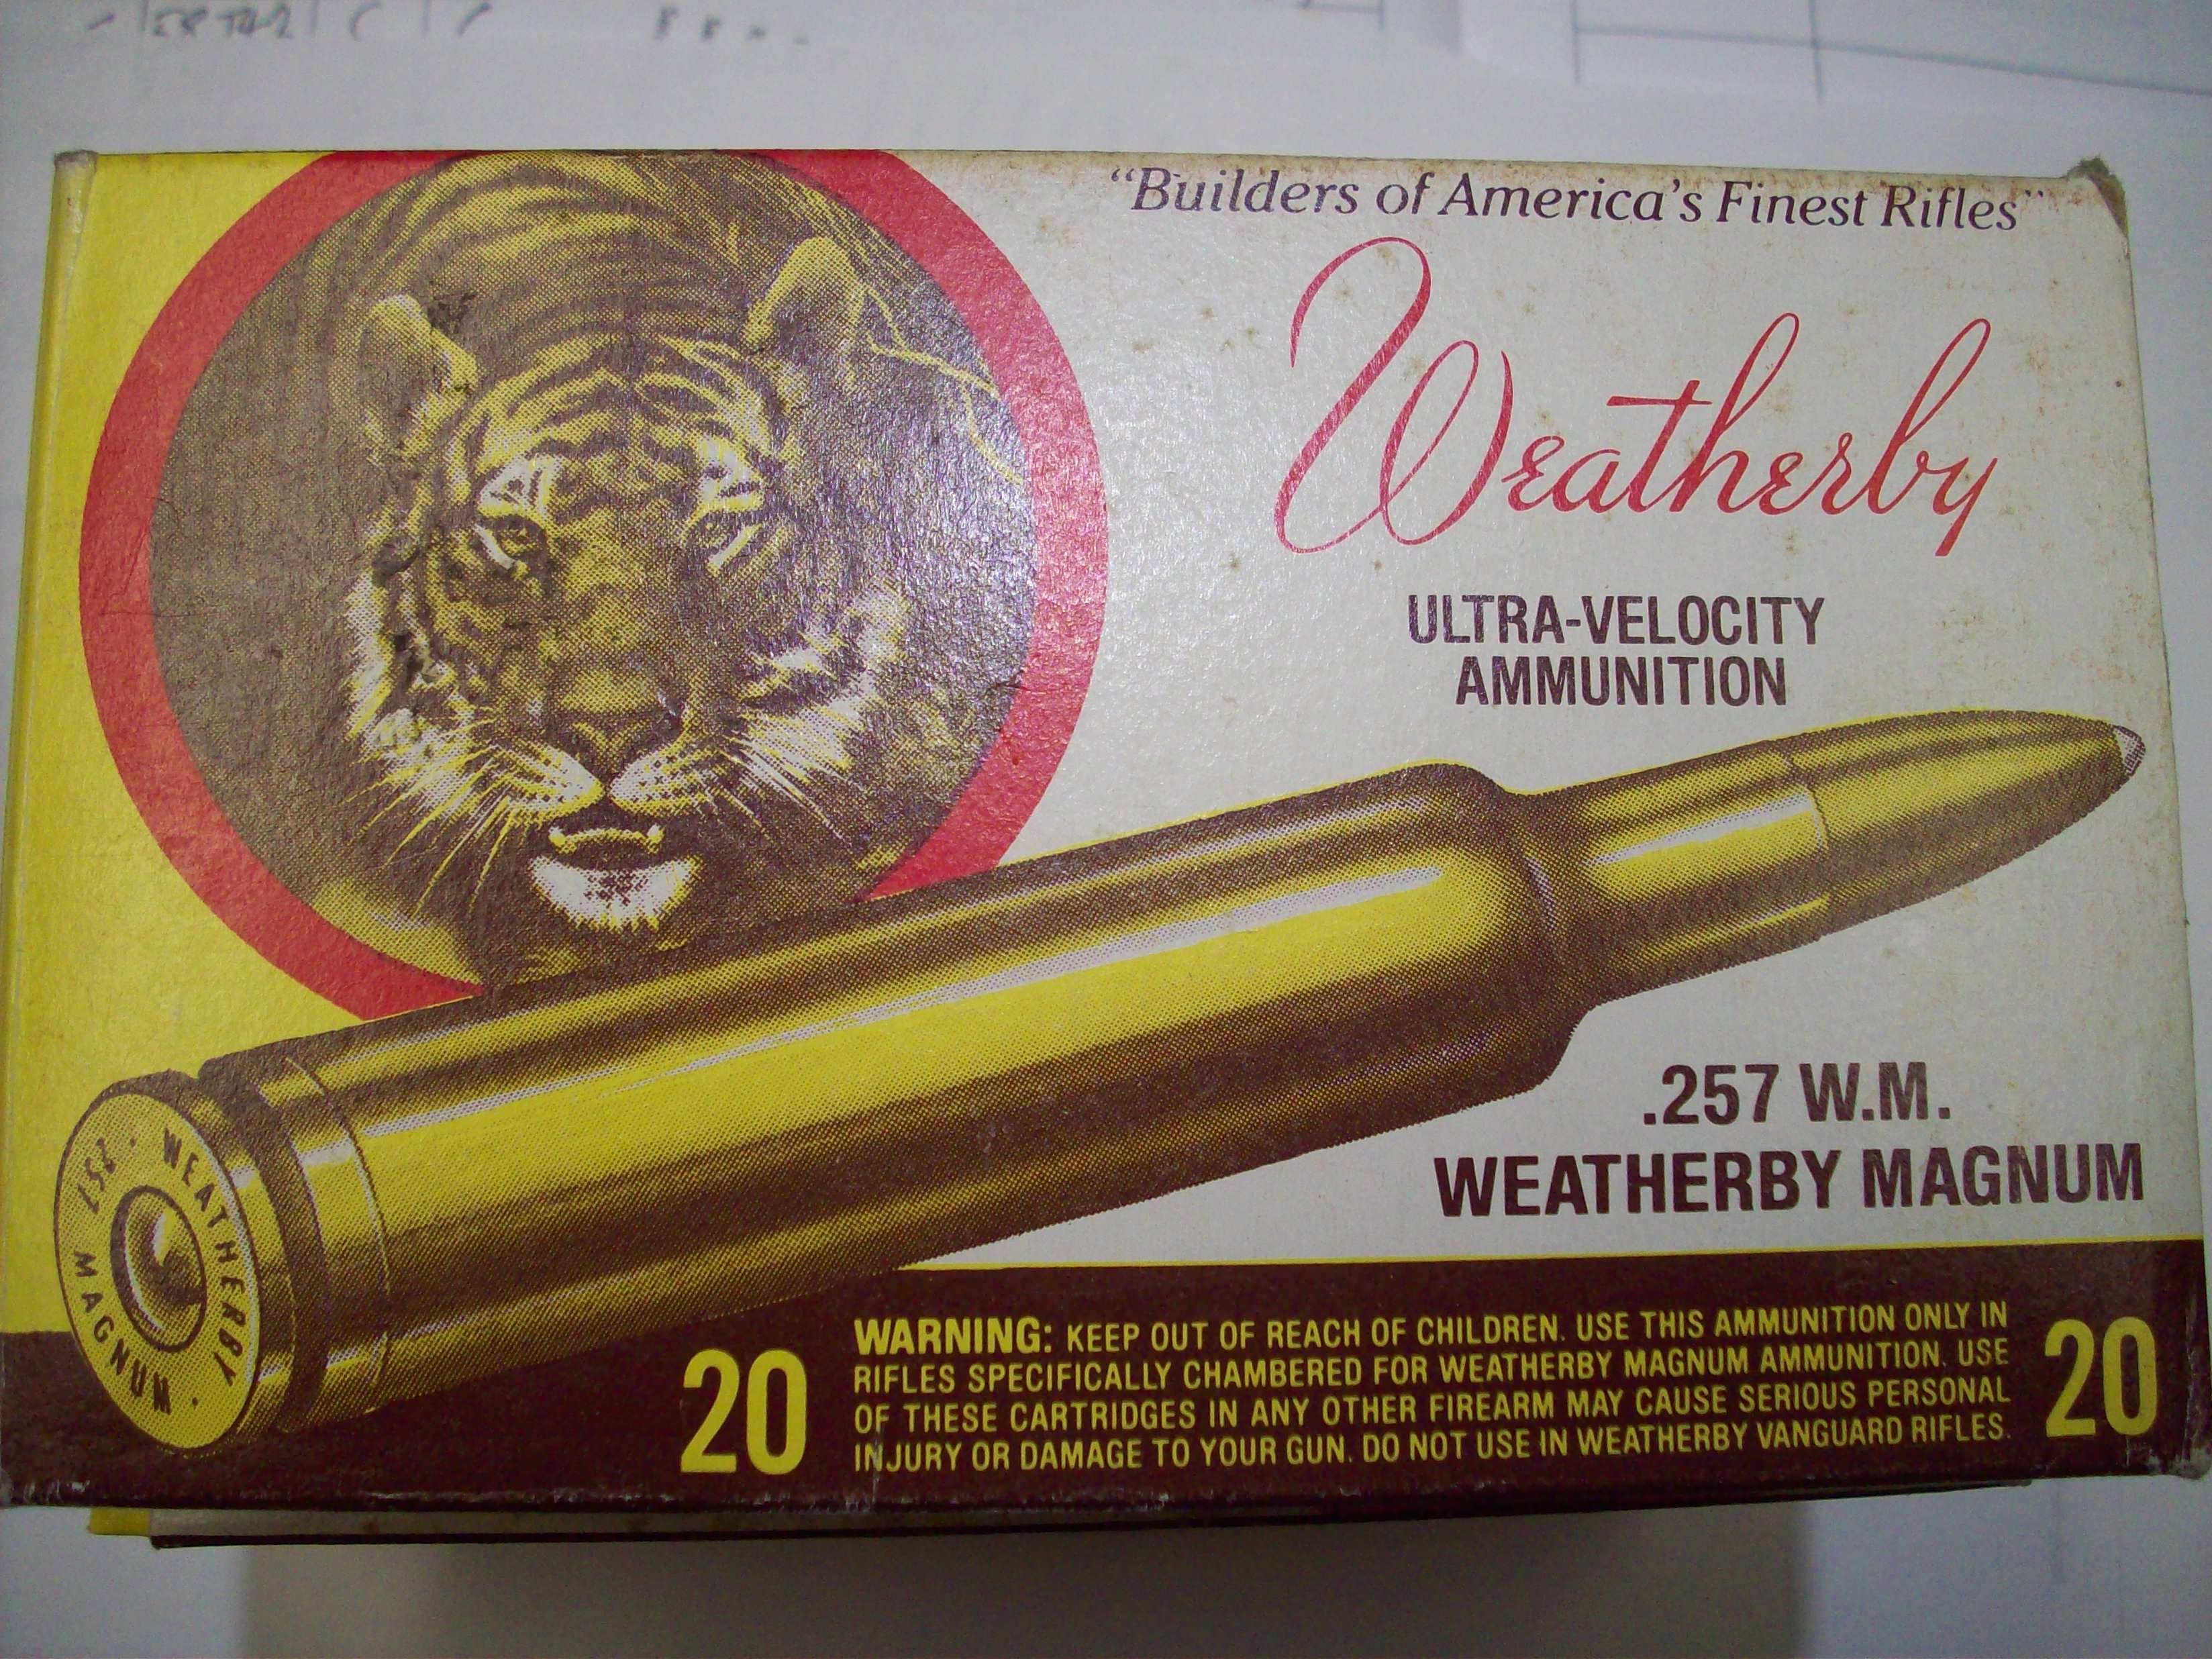 "Builders of America's Finest Rifles"
Weatherby
ULTRA-VELOCITY
AMMUNITION
.257 W.M.
WEATHERBY MAGNUM
257 · WEATHERBY
MAGNUM ·
20
WARNING: KEEP OUT OF REACH OF CHILDREN. USE THIS AMMUNITION ONLY IN
RIFLES SPECIFICALLY CHAMBERED FOR WEATHERBY MAGNUM AMMUNITION. USE
OF THESE CARTRIDGES IN ANY OTHER FIREARM MAY CAUSE SERIOUS PERSONAL
INJURY OR DAMAGE TO YOUR GUN. DO NOT USE IN WEATHERBY VANGUARD RIFLES.
20